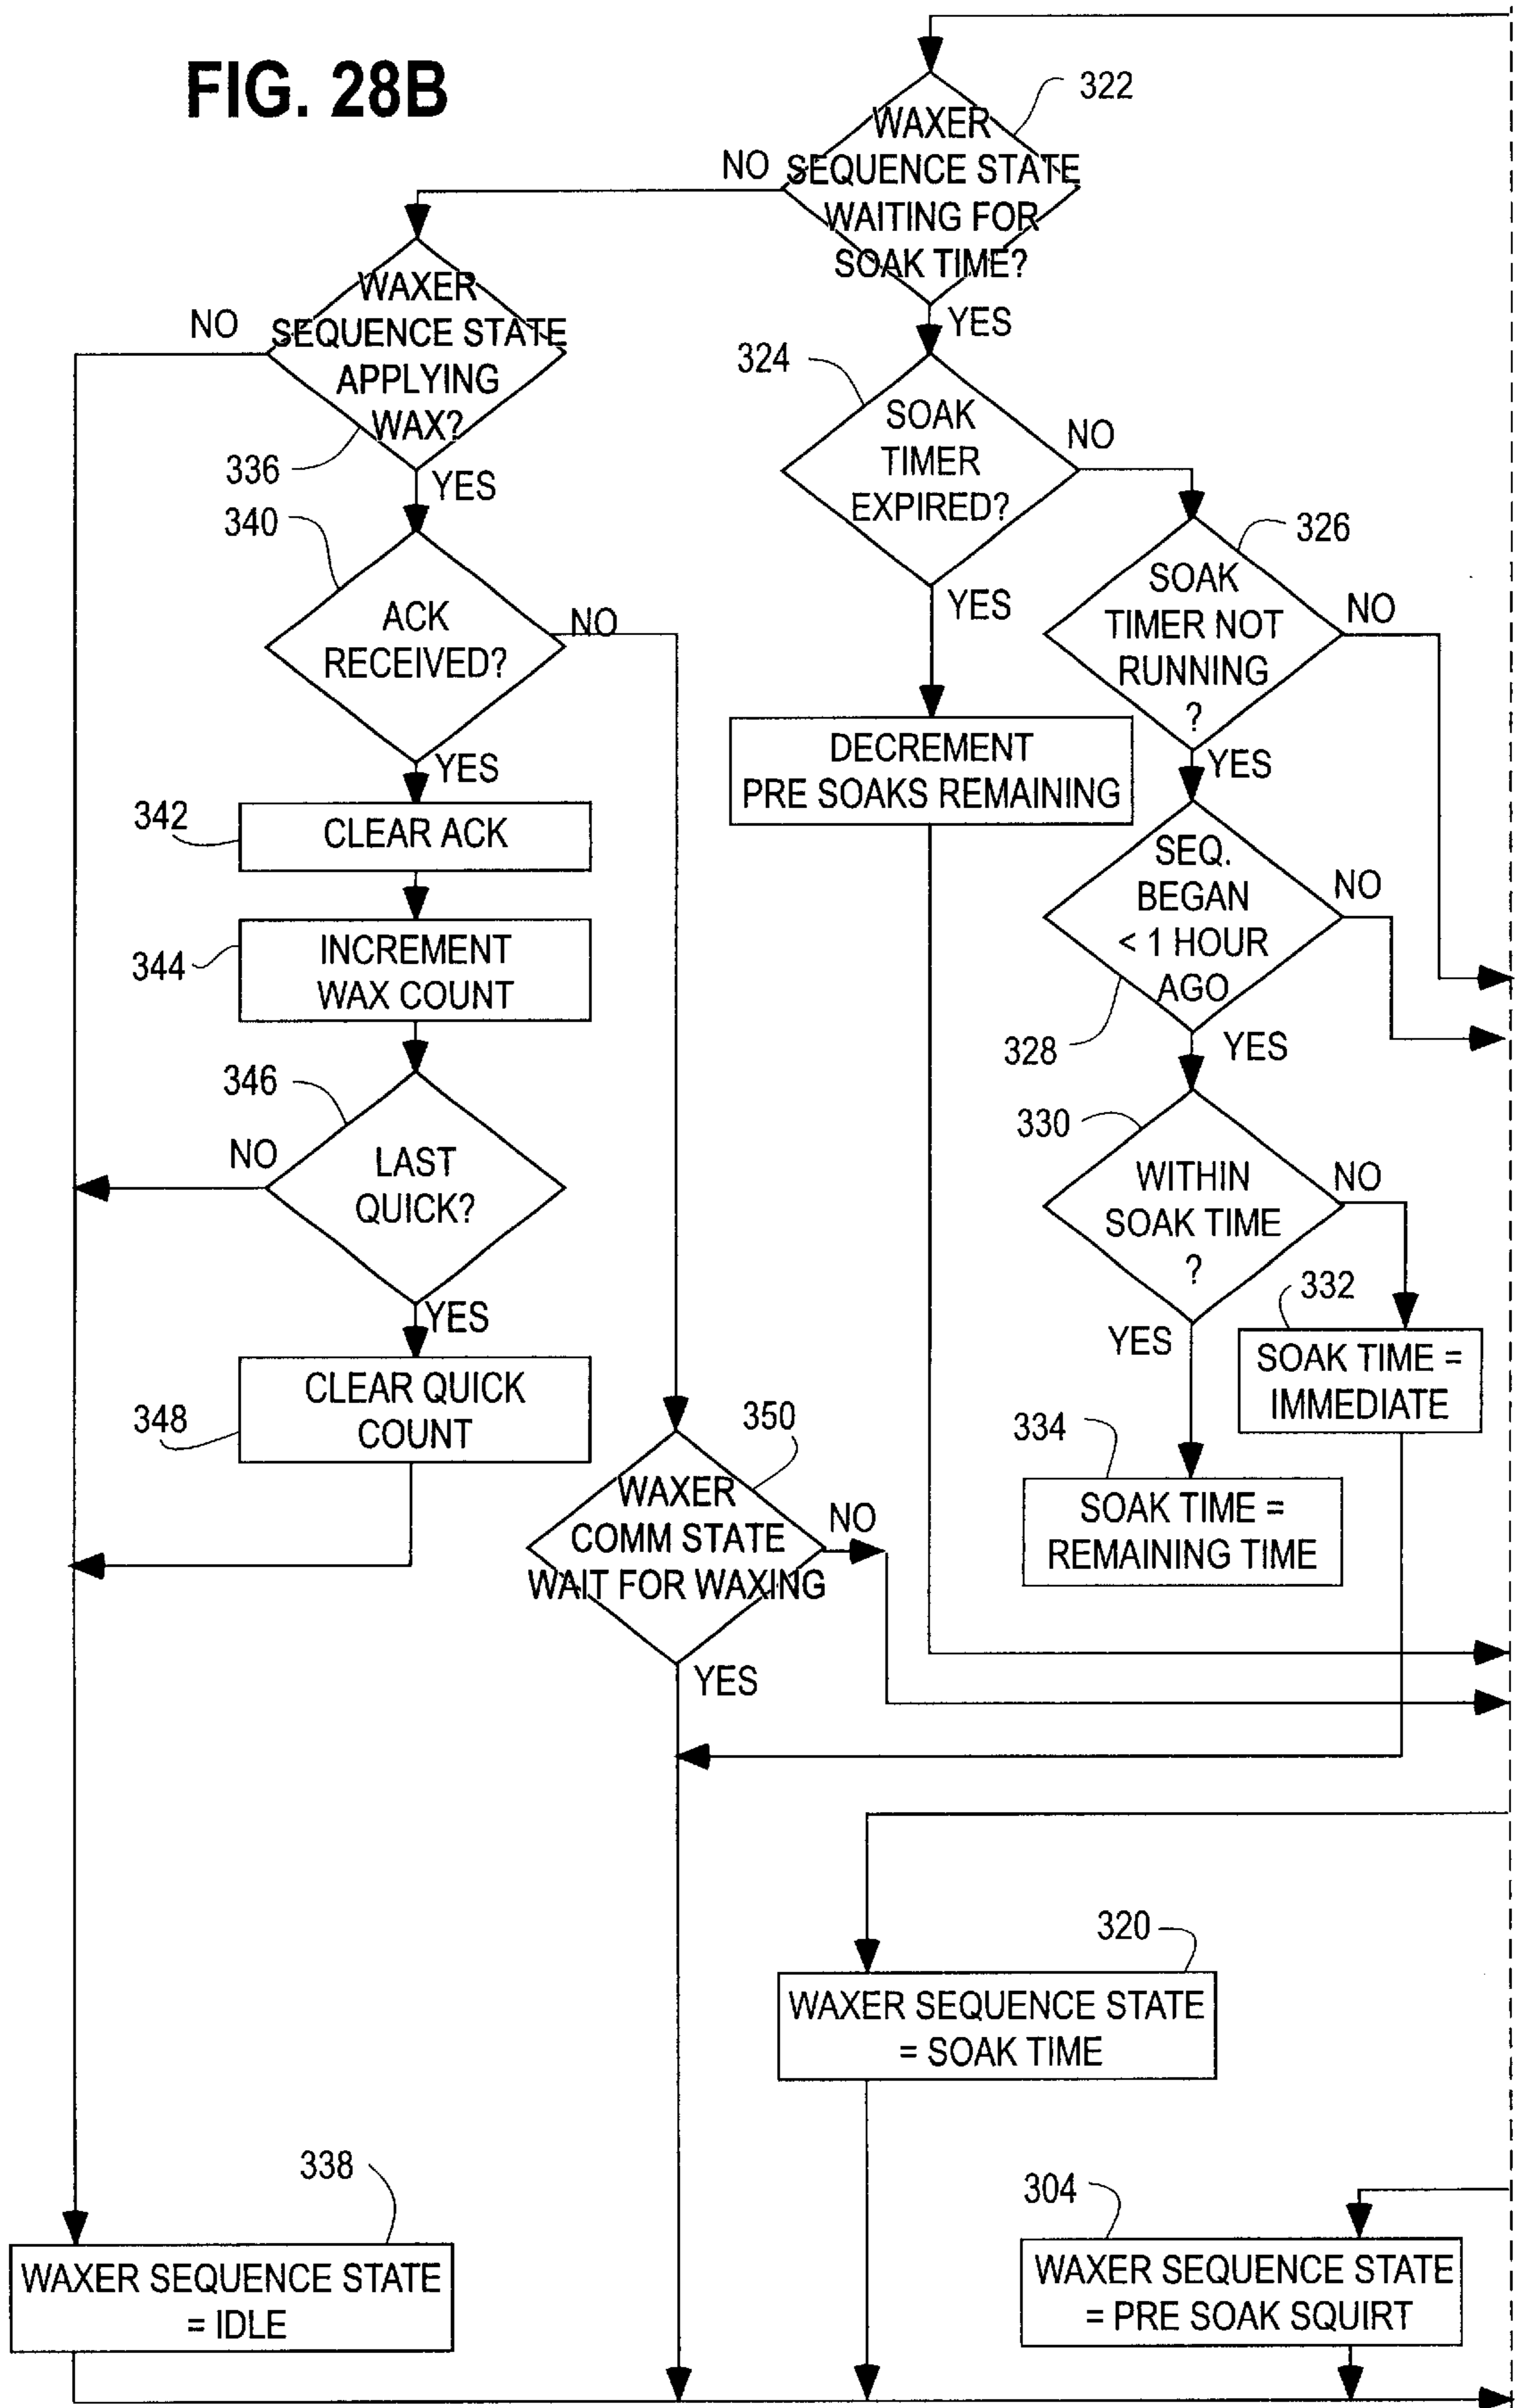 FIG. 28B
322
WAXER
SEQUENCE STATE
WAITING FOR
SOAK TIME?
NO
YES
WAXER
SEQUENCE STATE
APPLYING
WAX?
NO
336
YES
324
SOAK
TIMER
EXPIRED?
NO
YES
340
ACK
RECEIVED?
NO
YES
326
SOAK
TIMER NOT
RUNNING
?
NO
YES
DECREMENT
PRE SOAKS REMAINING
342
CLEAR ACK
344
INCREMENT
WAX COUNT
SEQ.
BEGAN
< 1 HOUR
AGO
NO
328
YES
346
LAST
QUICK?
NO
YES
330
WITHIN
SOAK TIME
?
NO
YES
332
SOAK TIME =
IMMEDIATE
348
CLEAR QUICK
COUNT
334
SOAK TIME =
REMAINING TIME
350
WAXER
COMM STATE
WAIT FOR WAXING
NO
YES
320
WAXER SEQUENCE STATE
= SOAK TIME
338
WAXER SEQUENCE STATE
= IDLE
304
WAXER SEQUENCE STATE
= PRE SOAK SQUIRT